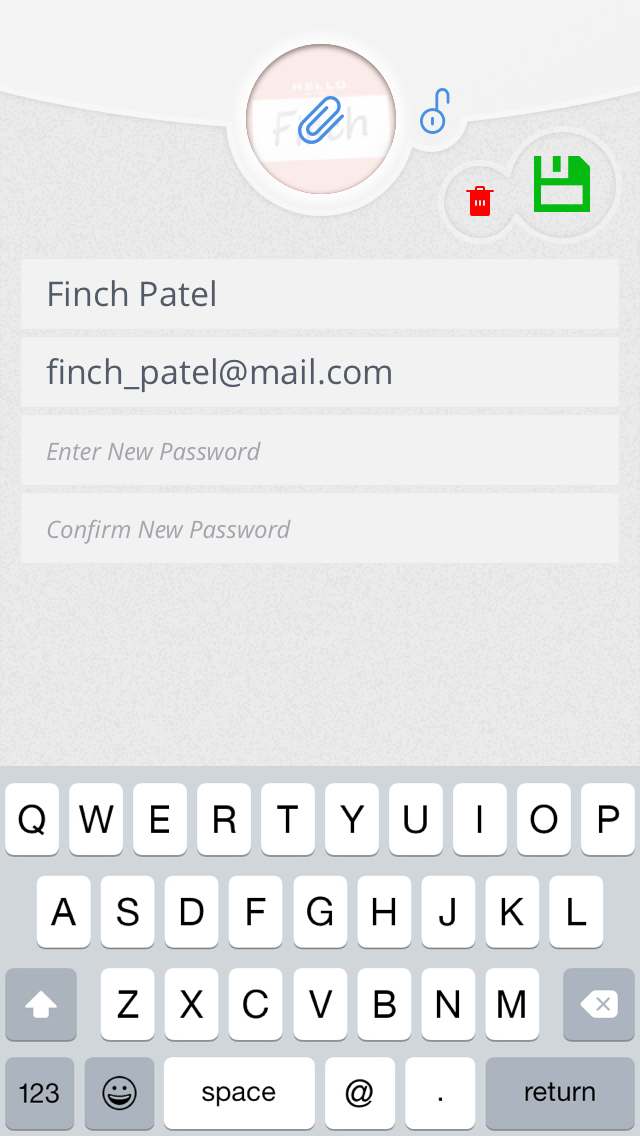 HELLO
Finch
Finch Patel
finch_patel@mail.com
Enter New Password
Confirm New Password
Q W E R T Y U I O P
A S D F G H J K L
Z X C V B N M
123 space @ . return